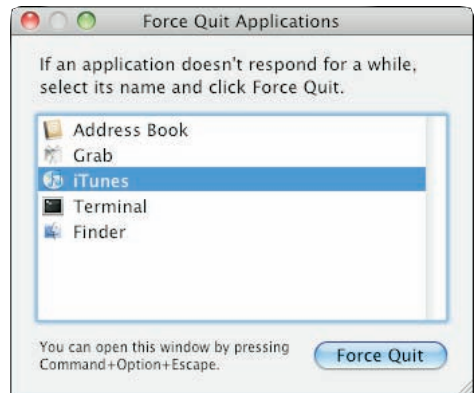 Force Quit Applications
If an application doesn't respond for a while,
select its name and click Force Quit.
Address Book
Grab
iTunes
Terminal
Finder
You can open this window by pressing
Command+Option+Escape.
Force Quit